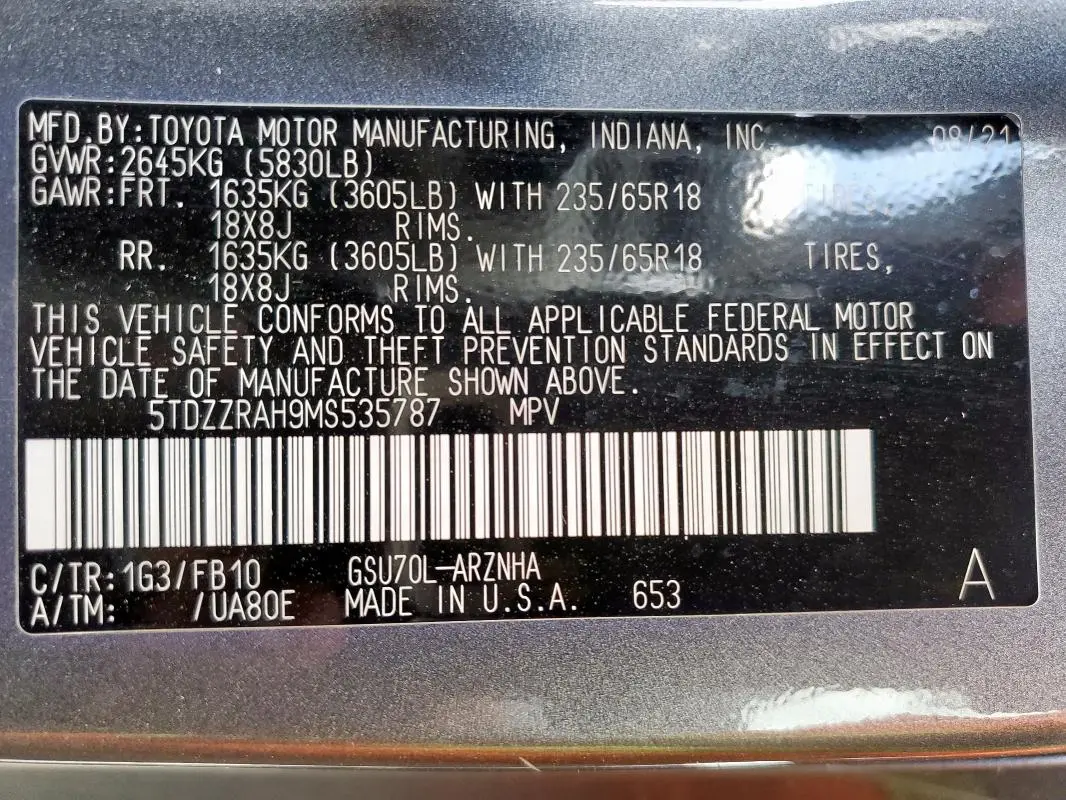 MFD.BY:TOYOTA MOTOR MANUFACTURING, INDIANA, INC. 08/21
GVWR:2645KG (5830LB)
GAWR:FRT. 1635KG (3605LB) WITH 235/65R18 TIRES,
18X8J RIMS.
RR. 1635KG (3605LB) WITH 235/65R18 TIRES,
18X8J RIMS.
THIS VEHICLE CONFORMS TO ALL APPLICABLE FEDERAL MOTOR
VEHICLE SAFETY AND THEFT PREVENTION STANDARDS IN EFFECT ON
THE DATE OF MANUFACTURE SHOWN ABOVE.
5TDZZRAH9MS535787 MPV
C/TR: 1G3/FB10 GSU70L-ARZNHA
A/TM: /UA80E MADE IN U.S.A. 653 A